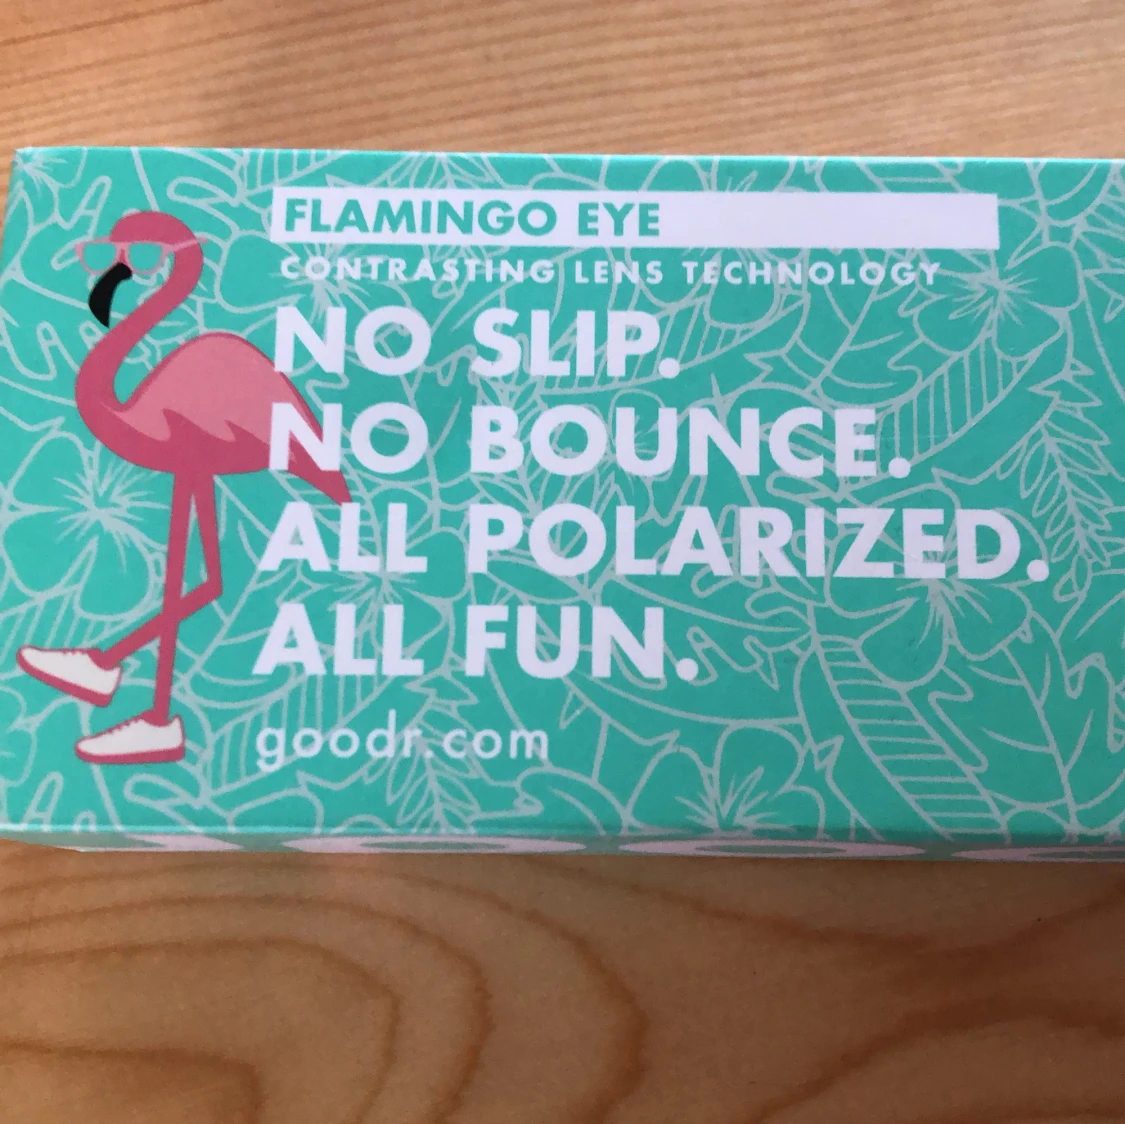 FLAMINGO EYE
CONTRASTING LENS TECHNOLOGY
NO SLIP.
NO BOUNCE.
ALL POLARIZED.
ALL FUN.
goodr.com